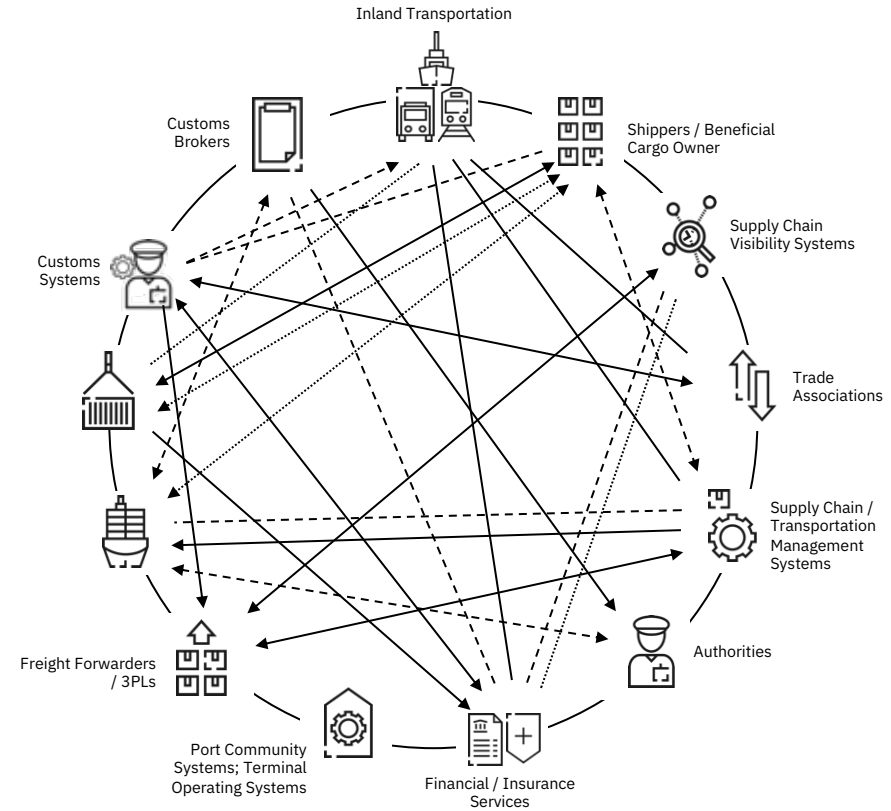 Inland Transportation
Customs
Brokers
Shippers / Beneficial
Cargo Owner
Supply Chain
Visibility Systems
Customs
Systems
Trade
Associations
Supply Chain /
Transportation
Management
Systems
Authorities
Freight Forwarders
/ 3PLs
Port Community
Systems; Terminal
Operating Systems
Financial / Insurance
Services